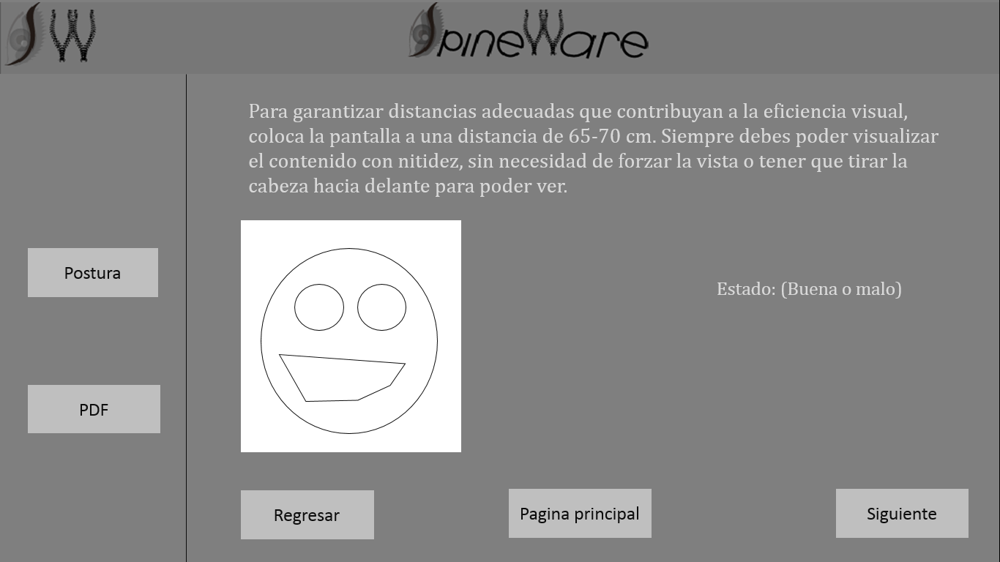 SW
SpineWare
Para garantizar distancias adecuadas que contribuyan a la eficiencia visual,
coloca la pantalla a una distancia de 65-70 cm. Siempre debes poder visualizar
el contenido con nitidez, sin necesidad de forzar la vista o tener que tirar la
cabeza hacia delante para poder ver.
Postura
Estado: (Buena o malo)
PDF
Regresar
Pagina principal
Siguiente